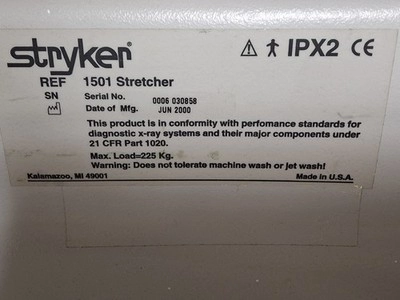 stryker® IPX2 CE
REF 1501 Stretcher
SN Serial No. 0006 030858
Date of Mfg. JUN 2000
This product is in conformity with perfomance standards for
diagnostic x-ray systems and their major components under
21 CFR Part 1020.
Max. Load=225 Kg.
Warning: Does not tolerate machine wash or jet wash!
Kalamazoo, MI 49001 Made in U.S.A.